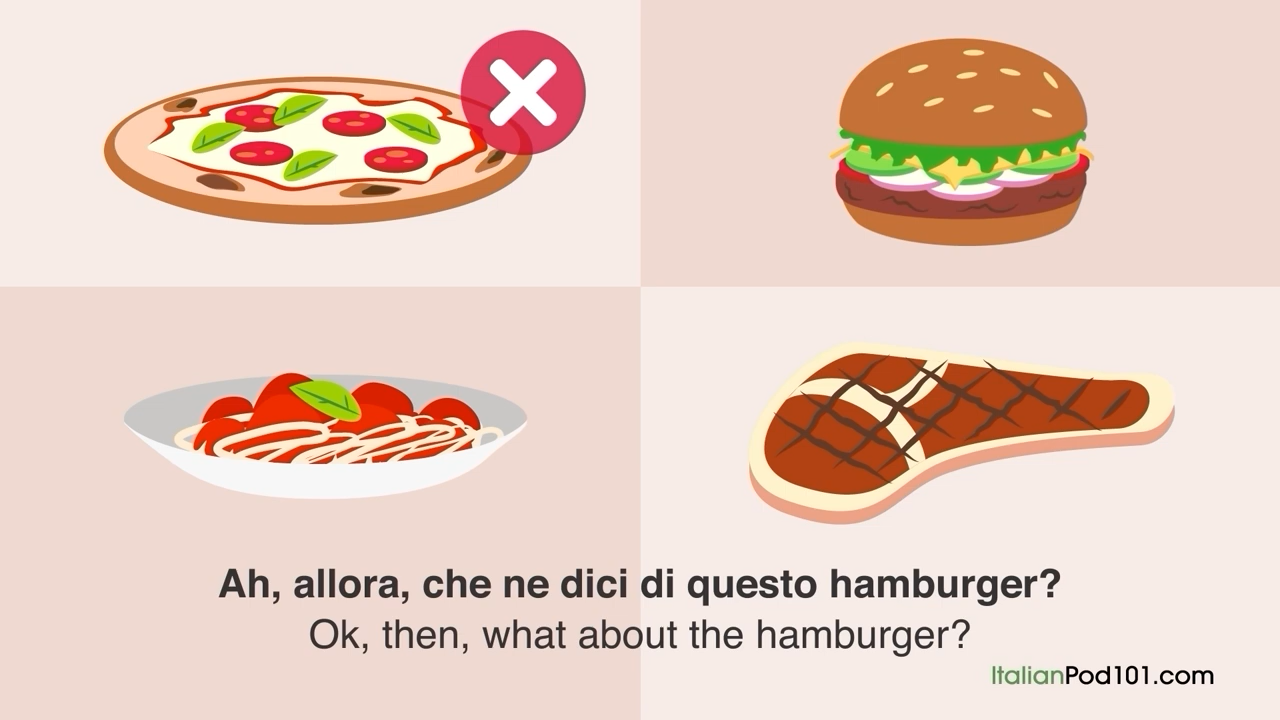 Ah, allora, che ne dici di questo hamburger?
Ok, then, what about the hamburger?
ItalianPod101.com